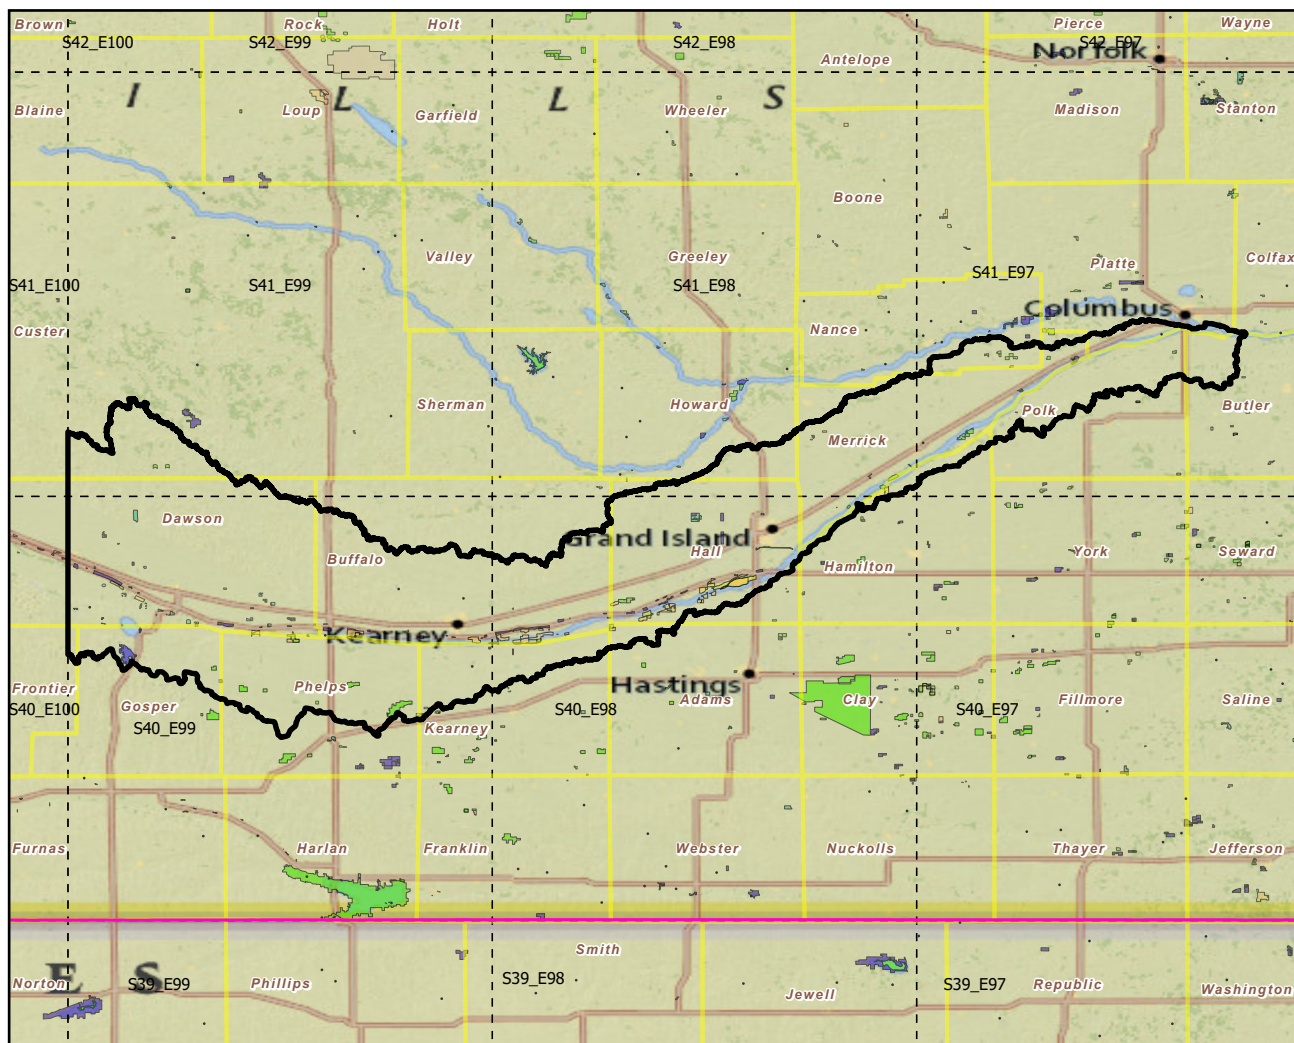 Brown Rock Holt Pierce Wayne
S42_E100 S42_E99 S42_E98 S42_E97
Norfolk
Antelope
I L L S
Blaine Loup Garfield Wheeler Madison Stanton
Boone
Valley Greeley Platte Colfax
S41_E100 S41_E99 S41_E98 S41_E97
Columbus
Custer Nance
Sherman Howard Polk Butler
Merrick
Dawson
Grand Island
Buffalo Hall Hamilton York Seward
Kearney
Frontier Phelps Hastings
Gosper Adams Clay Fillmore Saline
S40_E100 S40_E99 S40_E98 S40_E97
Kearney
Furnas Harlan Franklin Webster Nuckolls Thayer Jefferson
Smith
E S
Norton S39_E99 Phillips S39_E98 Jewell S39_E97 Republic Washington